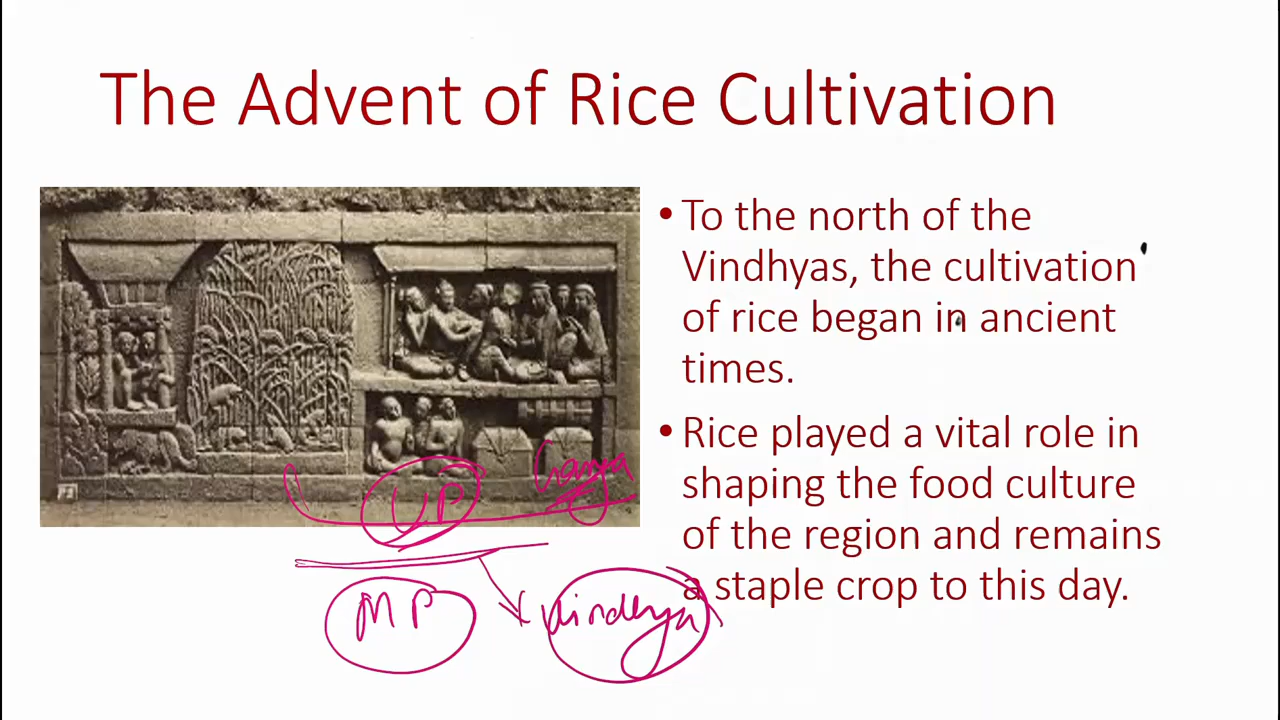 The Advent of Rice Cultivation
• To the north of the
Vindhyas, the cultivation
of rice began in ancient
times.
• Rice played a vital role in
shaping the food culture
of the region and remains
a staple crop to this day.
Ganga
UP
MP
Vindhya